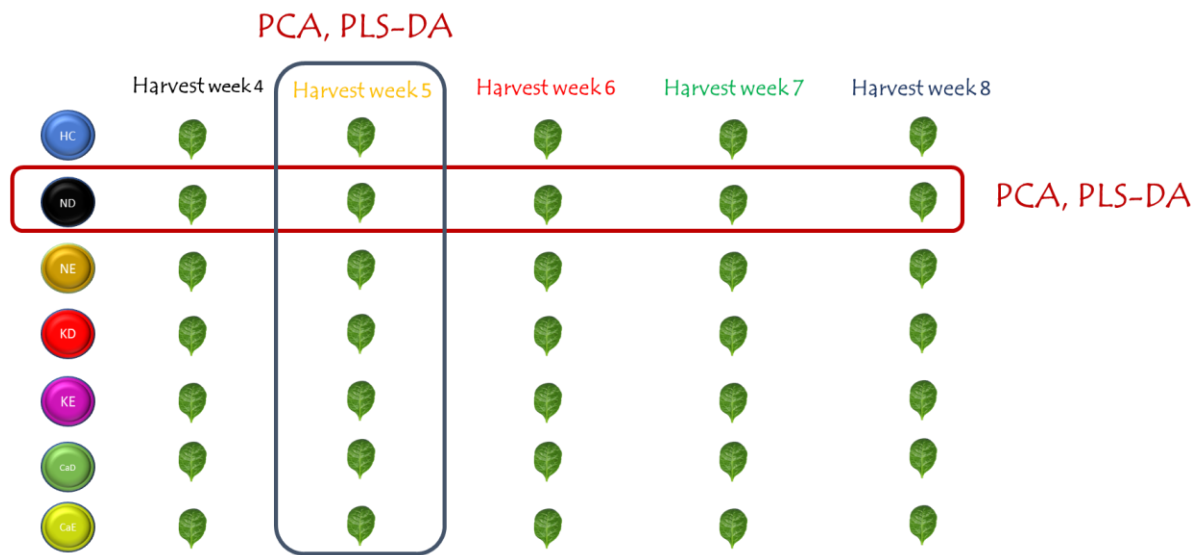 PCA, PLS-DA
Harvest week 4 Harvest week 5 Harvest week 6 Harvest week 7 Harvest week 8
HC
ND
PCA, PLS-DA
NE
KD
KE
CaD
CaE